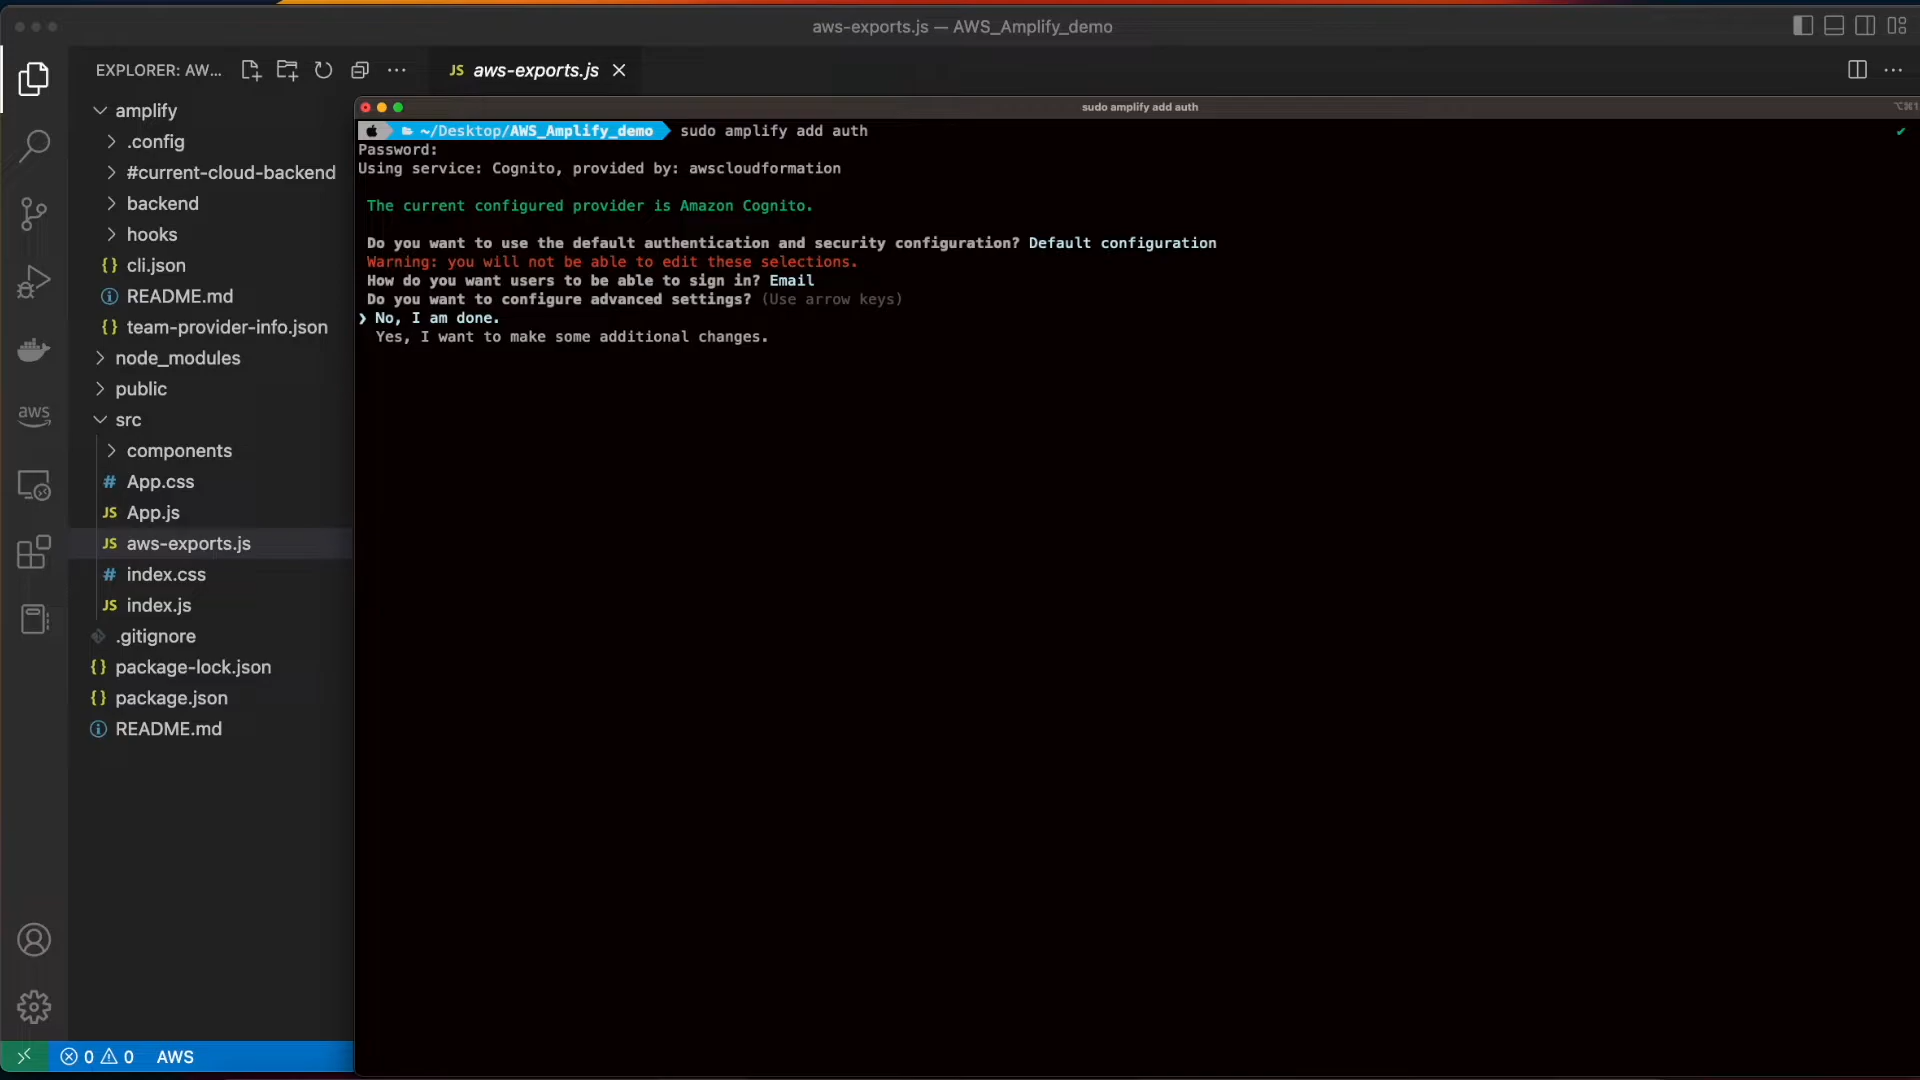 aws-exports.js — AWS_Amplify_demo
EXPLORER: AW...
JS aws-exports.js
amplify
.config
#current-cloud-backend
backend
hooks
{} cli.json
README.md
{} team-provider-info.json
node_modules
public
src
components
# App.css
JS App.js
JS aws-exports.js
# index.css
JS index.js
.gitignore
{} package-lock.json
{} package.json
README.md
aws
0 0 AWS
sudo amplify add auth
⌥⌘1
~/Desktop/AWS_Amplify_demo sudo amplify add auth
Password:
Using service: Cognito, provided by: awscloudformation
The current configured provider is Amazon Cognito.
Do you want to use the default authentication and security configuration? Default configuration
Warning: you will not be able to edit these selections.
How do you want users to be able to sign in? Email
Do you want to configure advanced settings? (Use arrow keys)
❯ No, I am done.
Yes, I want to make some additional changes.